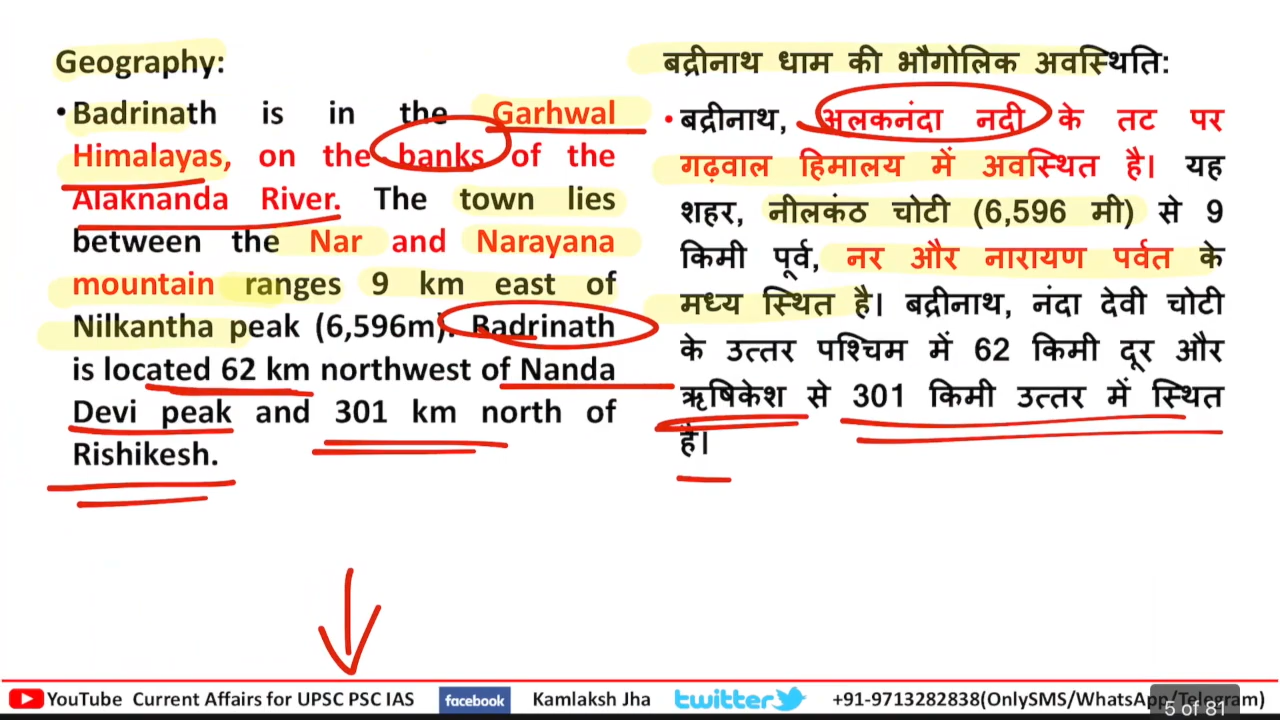 Geography:
• Badrinath is in the Garhwal
Himalayas, on the banks of the
Alaknanda River. The town lies
between the Nar and Narayana
mountain ranges 9 km east of
Nilkantha peak (6,596m). Badrinath
is located 62 km northwest of Nanda
Devi peak and 301 km north of
Rishikesh.
बद्रीनाथ धाम की भौगोलिक अवस्थिति:
• बद्रीनाथ, अलकनंदा नदी के तट पर
गढ़वाल हिमालय में अवस्थित है। यह
शहर, नीलकंठ चोटी (6,596 मी) से 9
किमी पूर्व, नर और नारायण पर्वत के
मध्य स्थित है। बद्रीनाथ, नंदा देवी चोटी
के उत्तर पश्चिम में 62 किमी दूर और
ऋषिकेश से 301 किमी उत्तर में स्थित
है।
YouTube Current Affairs for UPSC PSC IAS facebook Kamlaksh Jha twitter +91-9713282838(OnlySMS/WhatsApp/Telegram)
5 of 81